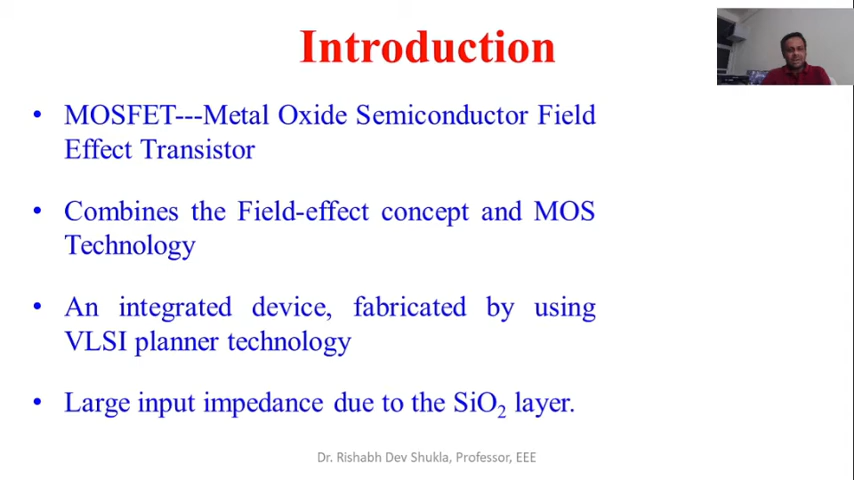 Introduction
• MOSFET---Metal Oxide Semiconductor Field
Effect Transistor
• Combines the Field-effect concept and MOS
Technology
• An integrated device, fabricated by using
VLSI planner technology
• Large input impedance due to the SiO₂ layer.
Dr. Rishabh Dev Shukla, Professor, EEE